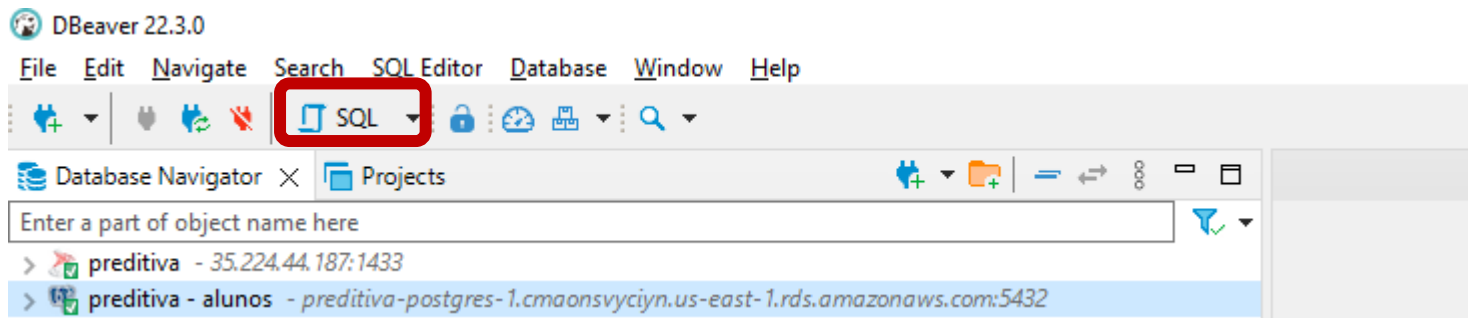 DBeaver 22.3.0
File Edit Navigate Search SQL Editor Database Window Help
SQL
Database Navigator Projects
Enter a part of object name here
preditiva - 35.224.44.187:1433
preditiva - alunos - preditiva-postgres-1.cmaonsvyciyn.us-east-1.rds.amazonaws.com:5432